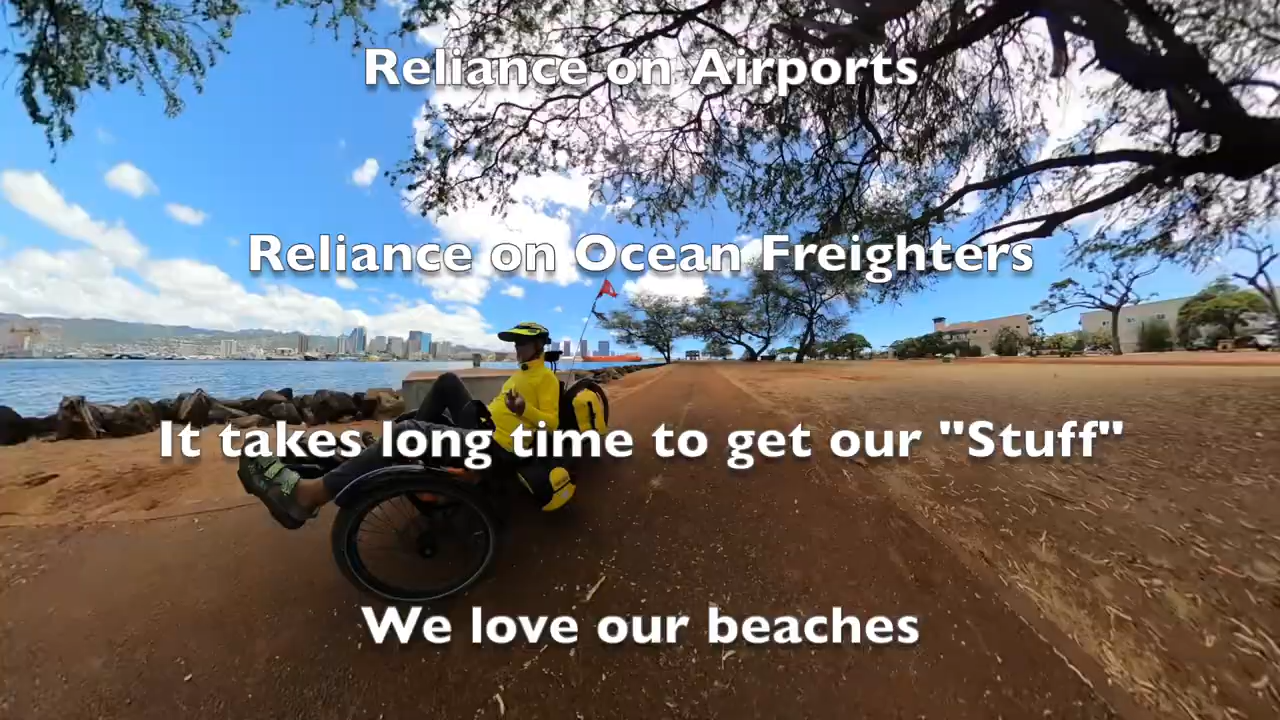 Reliance on Airports
Reliance on Ocean Freighters
It takes long time to get our "Stuff"
We love our beaches